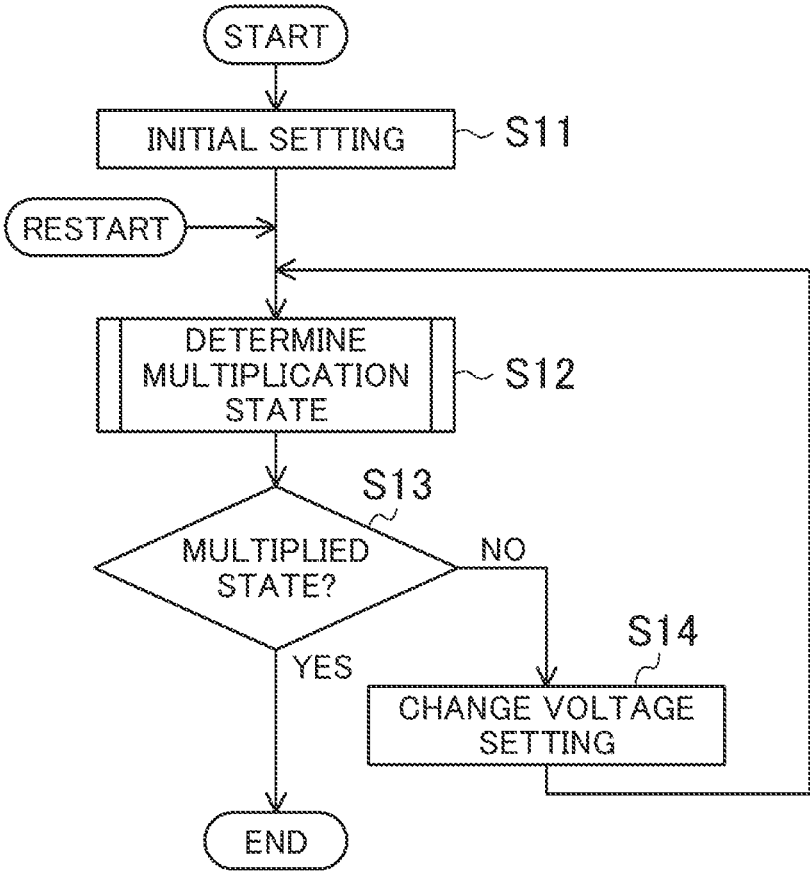 START
INITIAL SETTING
S11
RESTART
DETERMINE
MULTIPLICATION
STATE
S12
S13
MULTIPLIED
STATE?
NO
YES
S14
CHANGE VOLTAGE
SETTING
END